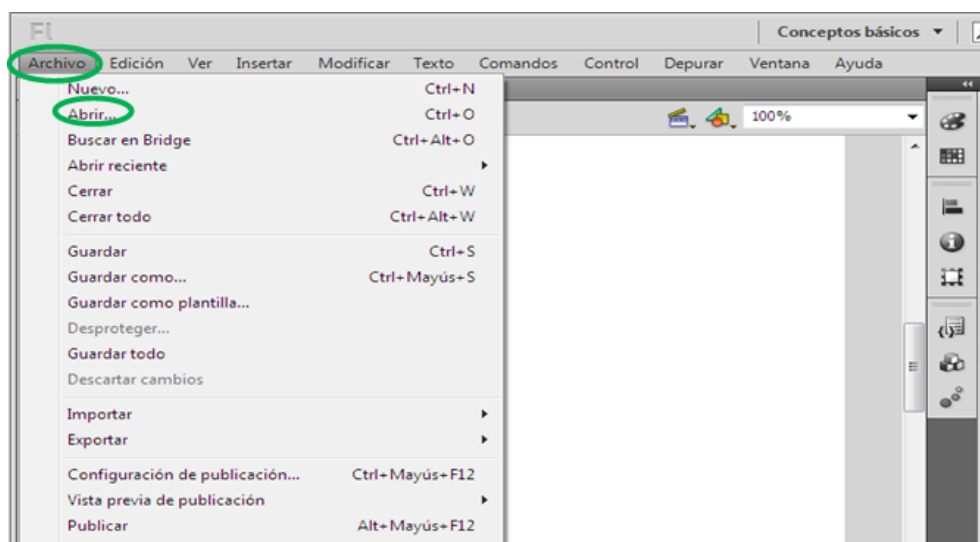 Fl
Conceptos básicos
Archivo Edición Ver Insertar Modificar Texto Comandos Control Depurar Ventana Ayuda
Nuevo... Ctrl+N
Abrir... Ctrl+O
100%
Buscar en Bridge Ctrl+Alt+O
Abrir reciente
Cerrar Ctrl+W
Cerrar todo Ctrl+Alt+W
Guardar Ctrl+S
Guardar como... Ctrl+Mayús+S
Guardar como plantilla...
Desproteger...
Guardar todo
Descartar cambios
Importar
Exportar
Configuración de publicación... Ctrl+Mayús+F12
Vista previa de publicación
Publicar Alt+Mayús+F12